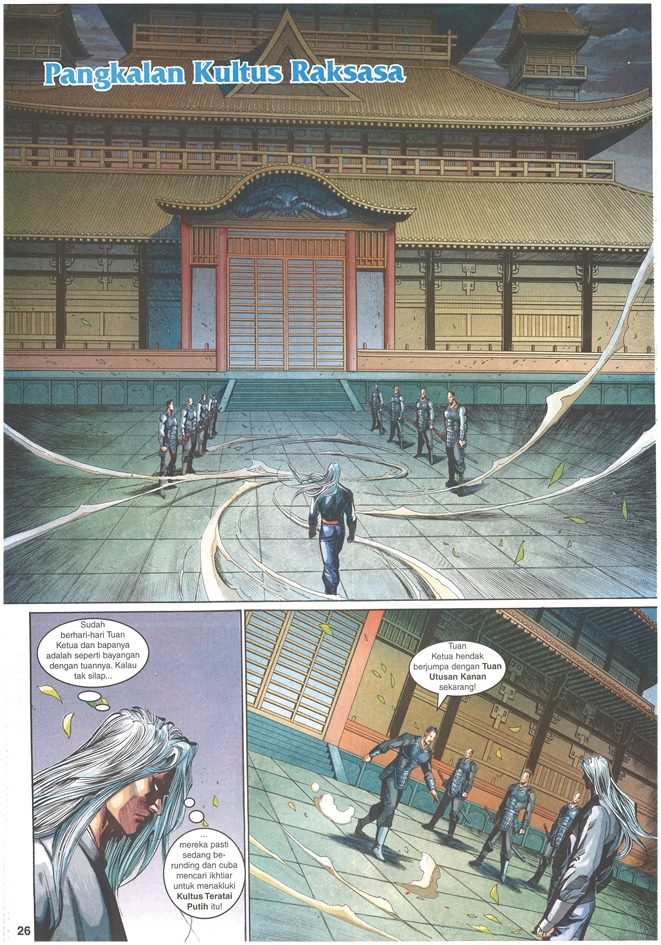 Pangkalan Kultus Raksasa
Sudah
berhari-hari Tuan
Ketua dan bapanya
adalah seperti bayangan
dengan tuannya. Kalau
tak silap...
...
mereka pasti
sedang be-
runding dan cuba
mencari ikhtiar
untuk menakluki
Kultus Teratai
Putih itu!
Tuan
Ketua hendak
berjumpa dengan Tuan
Utusan Kanan
sekarang!
26